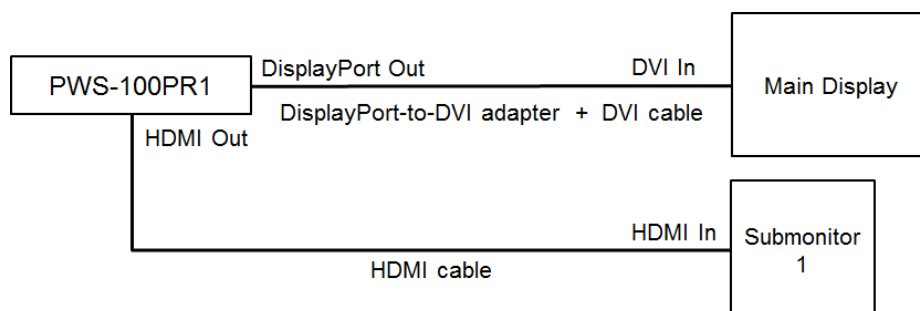 PWS-100PR1
DisplayPort Out
DVI In
Main Display
DisplayPort-to-DVI adapter + DVI cable
HDMI Out
HDMI In
Submonitor
1
HDMI cable